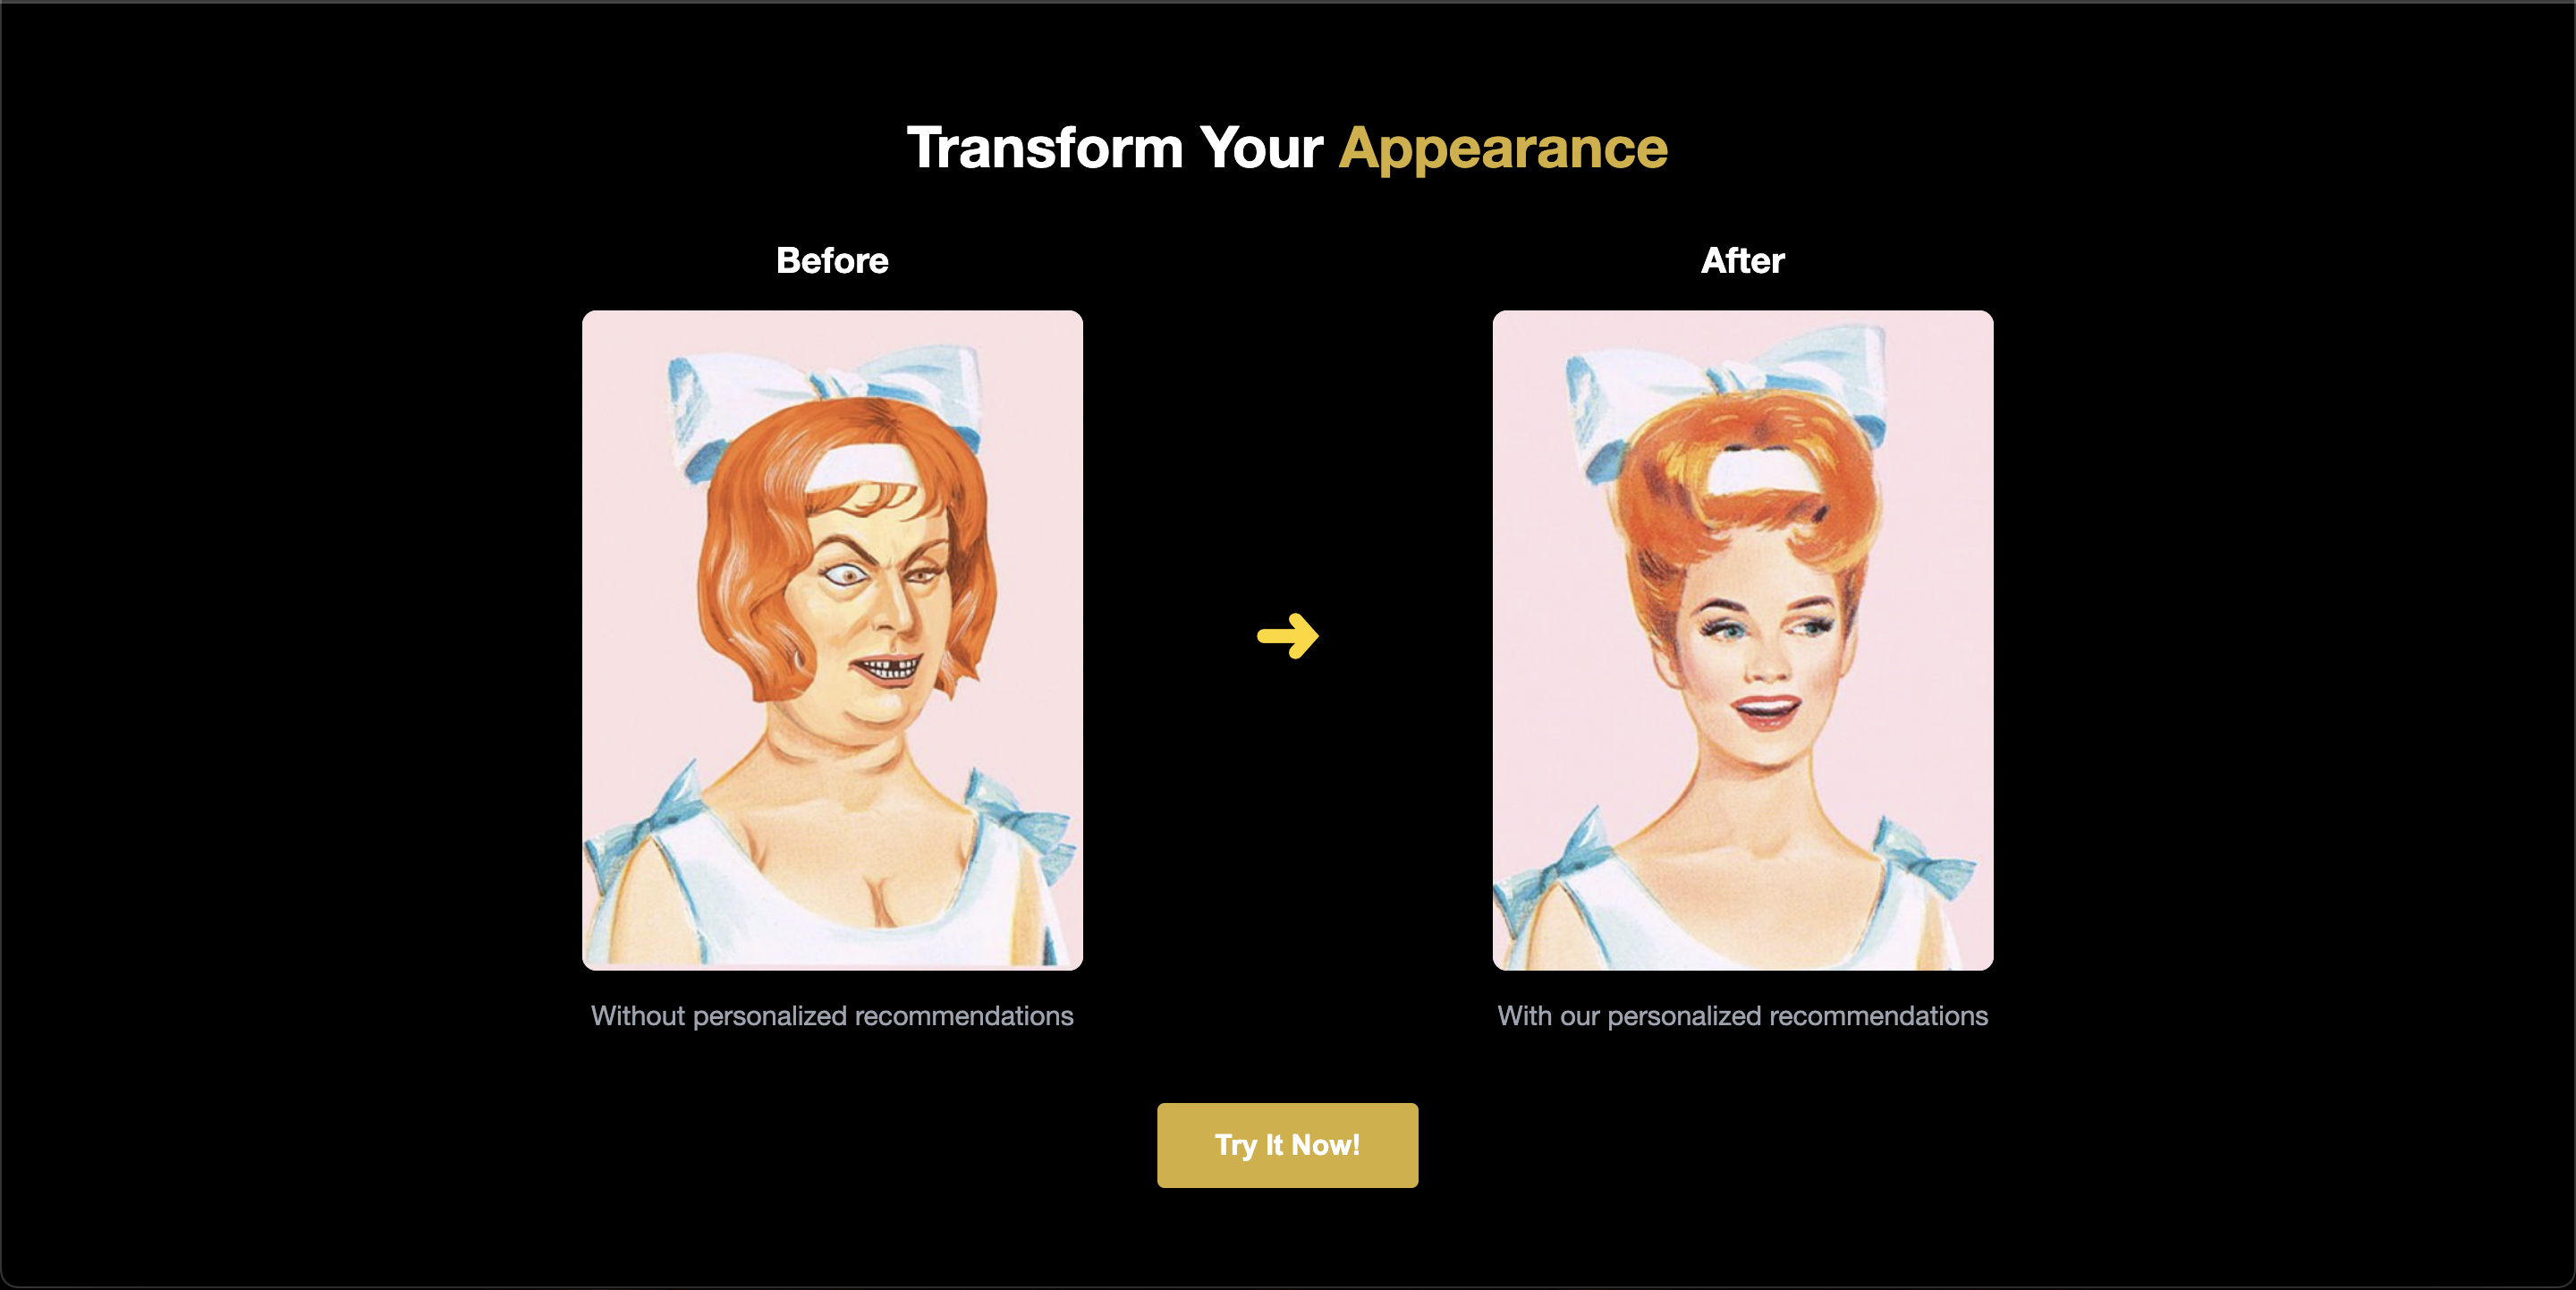 Transform Your Appearance
Before
After
Without personalized recommendations
With our personalized recommendations
Try It Now!